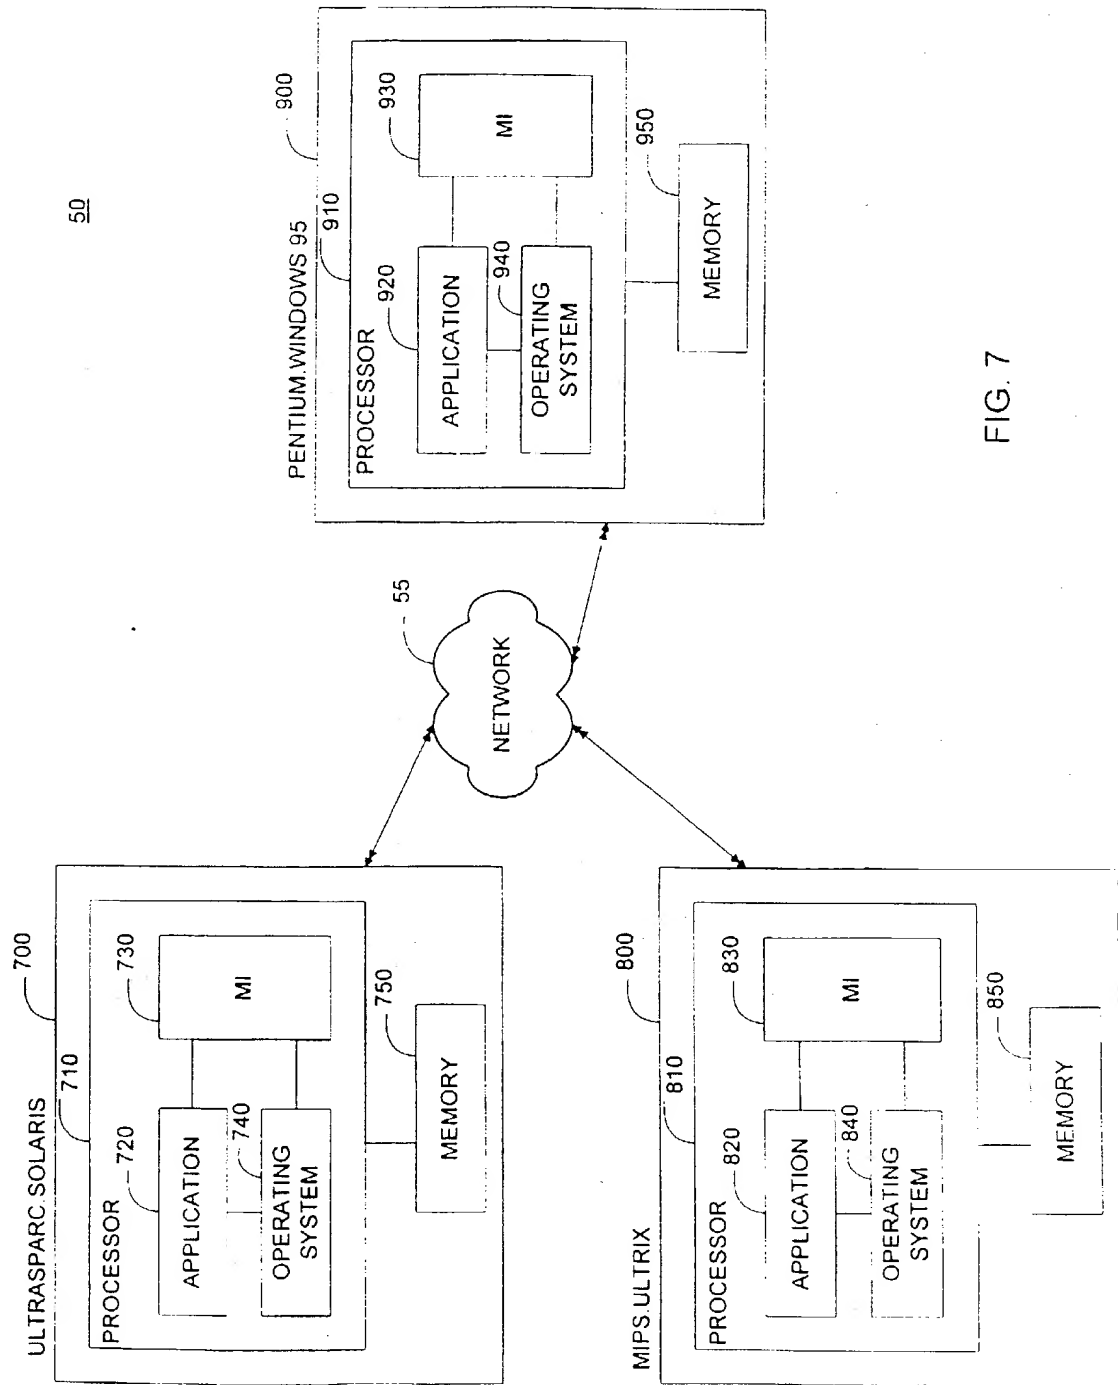 50
ULTRASPARC.SOLARIS
700
710
PROCESSOR
720
APPLICATION
730
MI
740
OPERATING
SYSTEM
750
MEMORY
NETWORK
55
PENTIUM.WINDOWS 95
900
910
PROCESSOR
920
APPLICATION
930
MI
940
OPERATING
SYSTEM
950
MEMORY
MIPS.ULTRIX
800
810
PROCESSOR
820
APPLICATION
830
MI
840
OPERATING
SYSTEM
850
MEMORY
FIG. 7